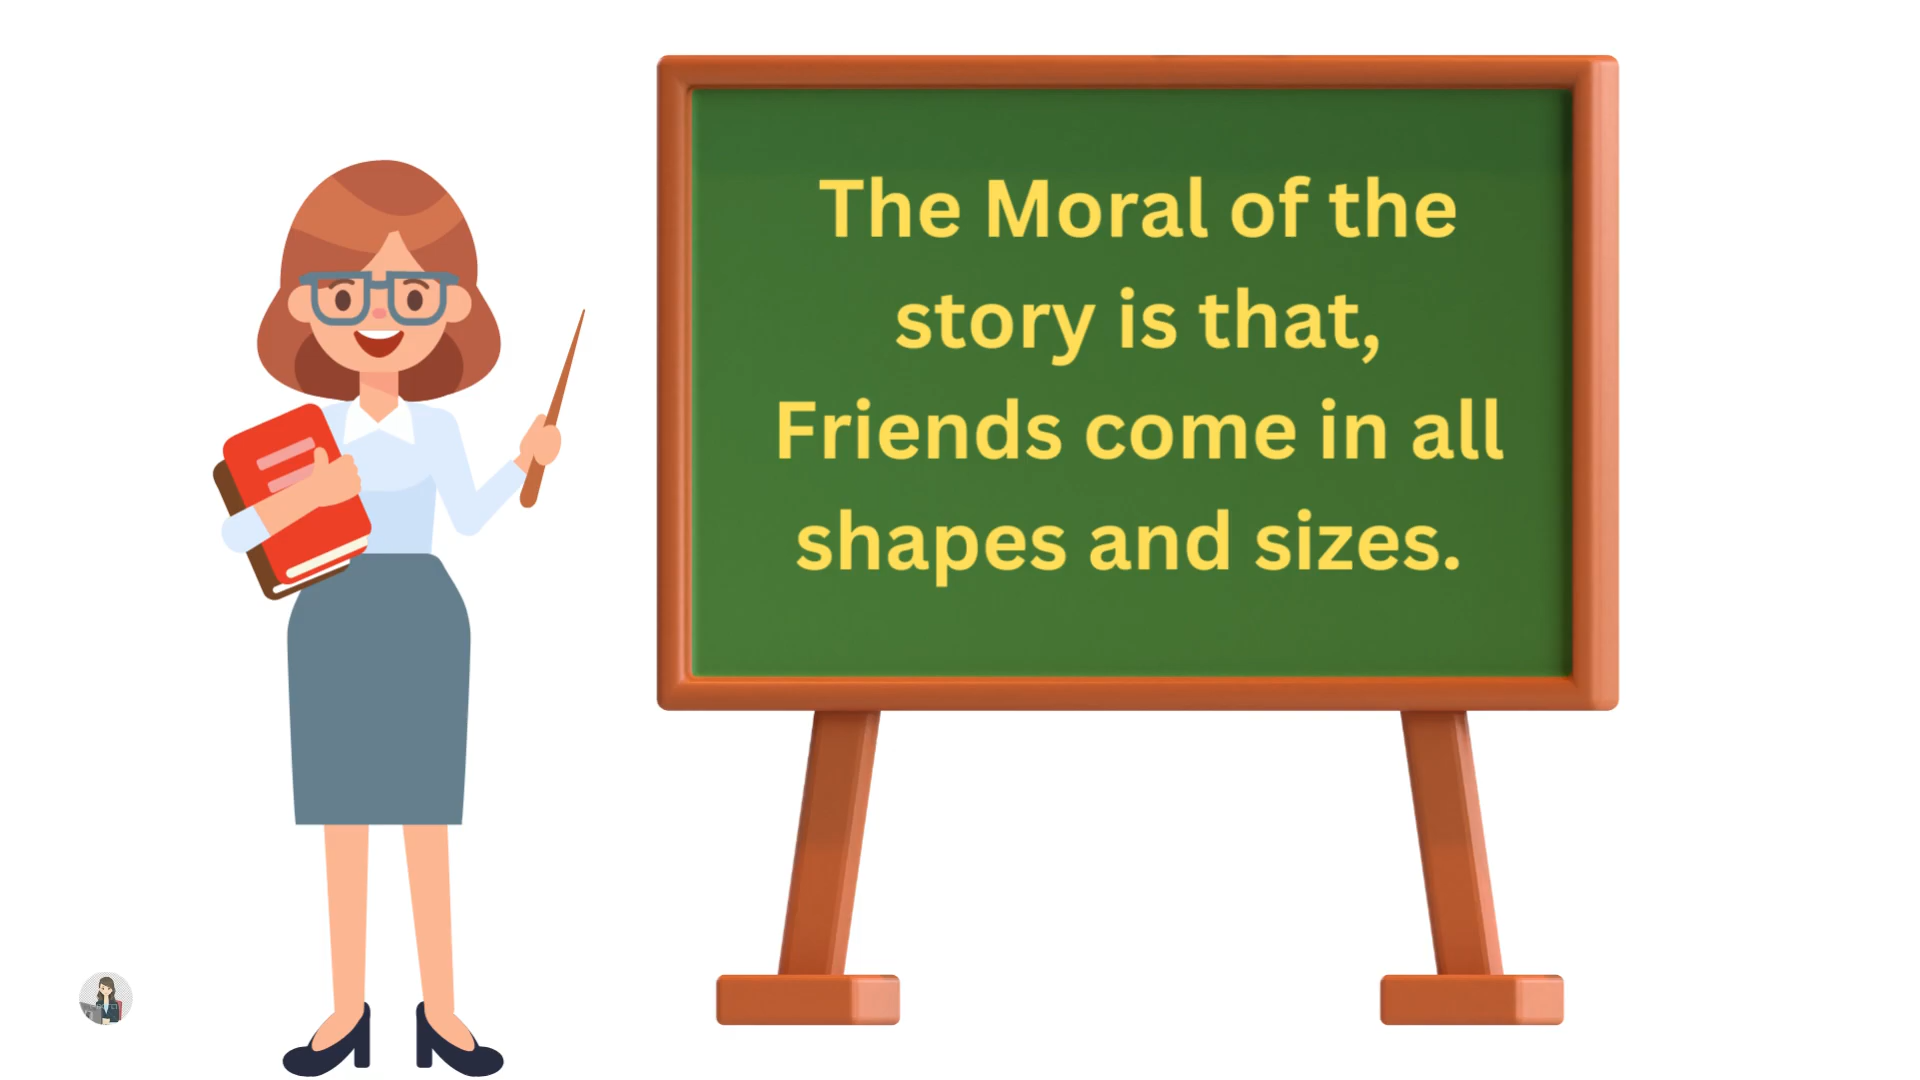 The Moral of the
story is that,
Friends come in all
shapes and sizes.